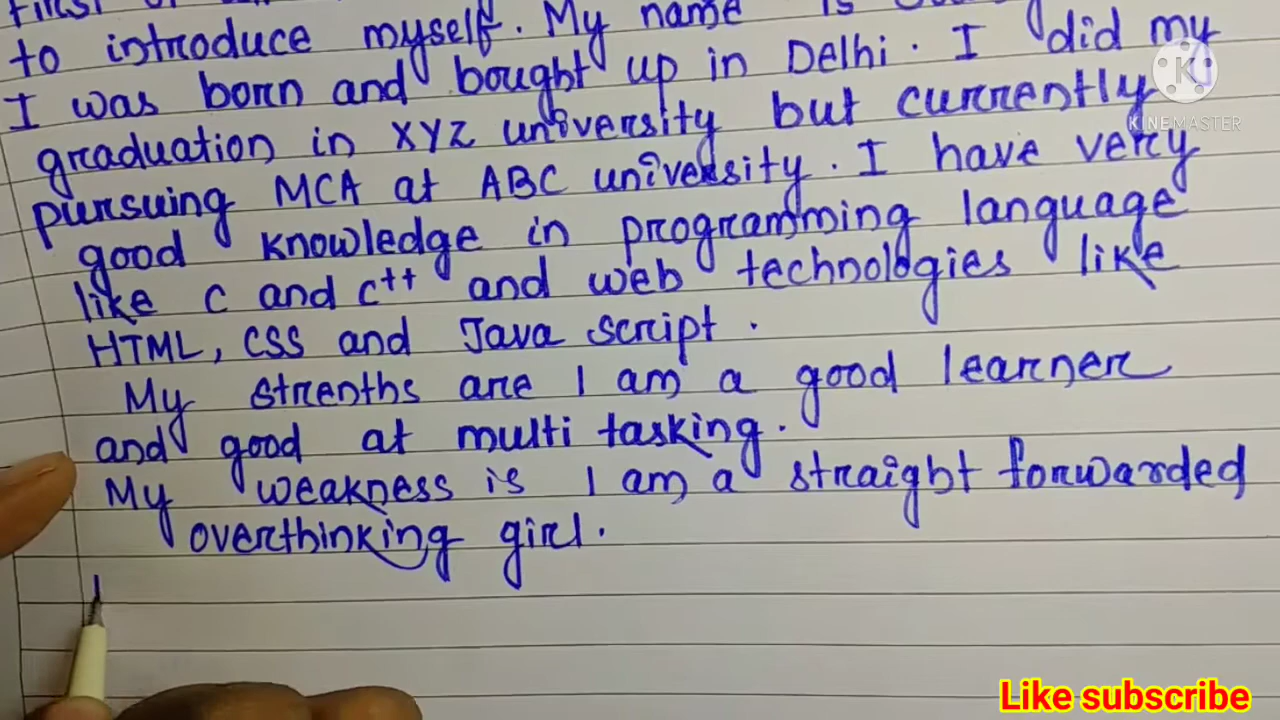 to introduce myself. My name is
I was born and bought up in Delhi. I did my
graduation in XYZ university but currently
pursuing MCA at ABC university. I have very
good knowledge in programming language
like C and C++ and web technologies like
HTML, CSS and Java Script.
My strenths are I am a good learner
and good at multi tasking.
My weakness is I am a straight forwarded
overthinking girl.
K
KINEMASTER
Like subscribe